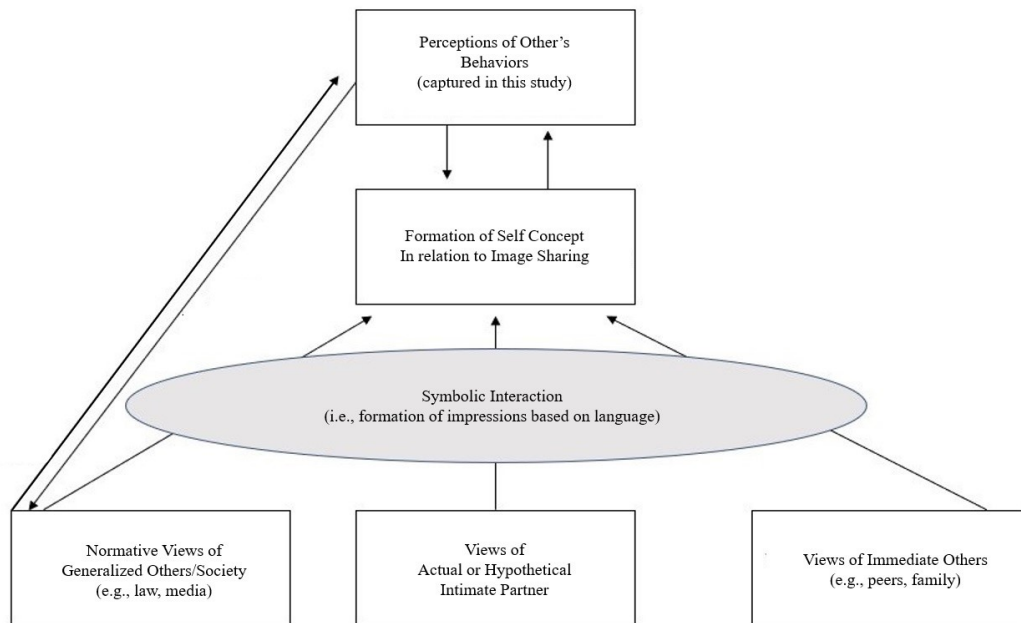 Perceptions of Other’s
Behaviors
(captured in this study)
Formation of Self Concept
In relation to Image Sharing
Symbolic Interaction
(i.e., formation of impressions based on language)
Normative Views of
Generalized Others/Society
(e.g., law, media)
Views of
Actual or Hypothetical
Intimate Partner
Views of Immediate Others
(e.g., peers, family)